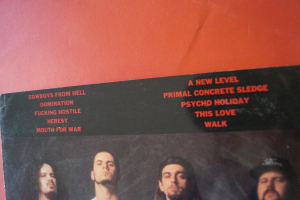 COWBOYS FROM HELL
DOMINATION
FUCKING HOSTILE
HERESY
MOUTH FOR WAR
A NEW LEVEL
PRIMAL CONCRETE SLEDGE
PSYCHO HOLIDAY
THIS LOVE
WALK